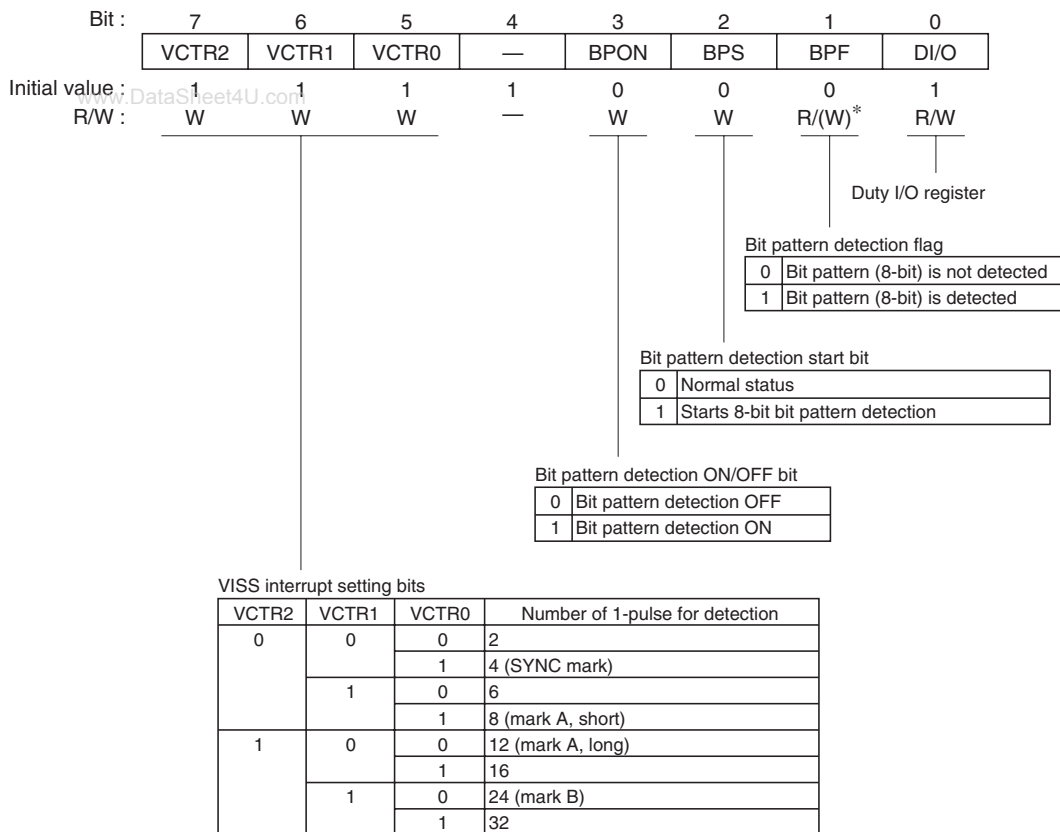 Bit : 7 6 5 4 3 2 1 0
VCTR2 VCTR1 VCTR0 — BPON BPS BPF DI/O
Initial value : 1 1 1 1 0 0 0 1
www.DataSheet4U.com
R/W : W W W — W W R/(W)* R/W
Duty I/O register
Bit pattern detection flag
0 Bit pattern (8-bit) is not detected
1 Bit pattern (8-bit) is detected
Bit pattern detection start bit
0 Normal status
1 Starts 8-bit bit pattern detection
Bit pattern detection ON/OFF bit
0 Bit pattern detection OFF
1 Bit pattern detection ON
VISS interrupt setting bits
VCTR2 VCTR1 VCTR0 Number of 1-pulse for detection
0 0 0 2
1 4 (SYNC mark)
1 0 6
1 8 (mark A, short)
1 0 0 12 (mark A, long)
1 16
1 0 24 (mark B)
1 32